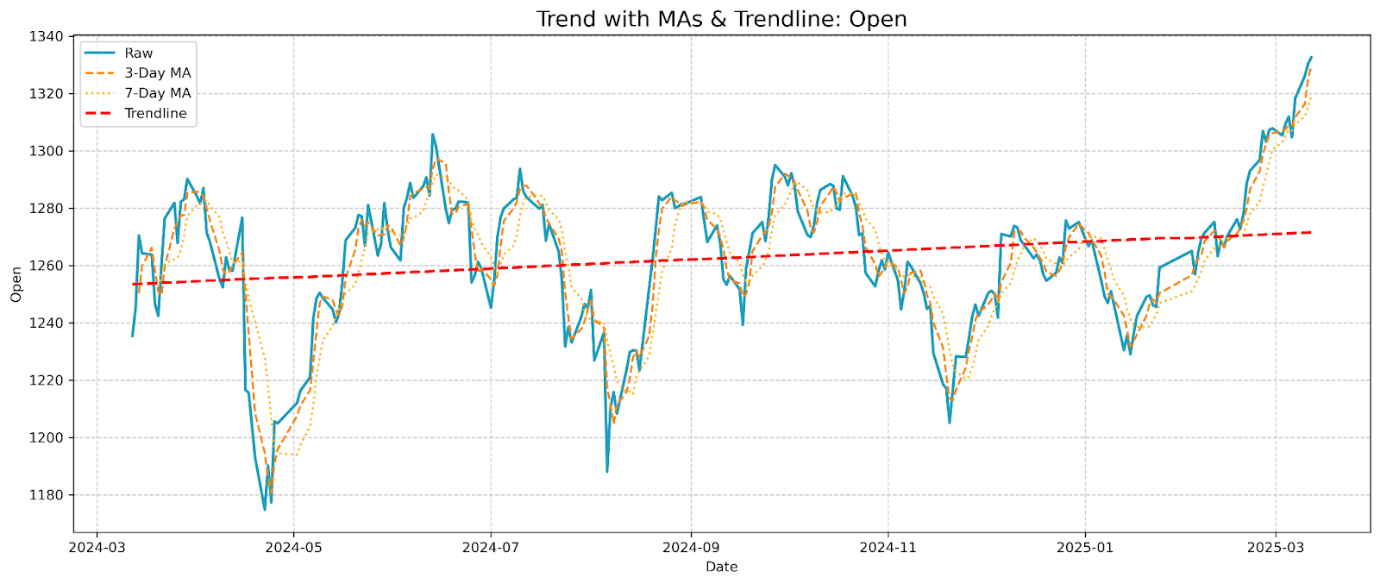 Trend with MAs & Trendline: Open
Raw
3-Day MA
7-Day MA
Trendline
1340
1320
1300
1280
1260
1240
1220
1200
1180
Open
2024-03 2024-05 2024-07 2024-09 2024-11 2025-01 2025-03
Date